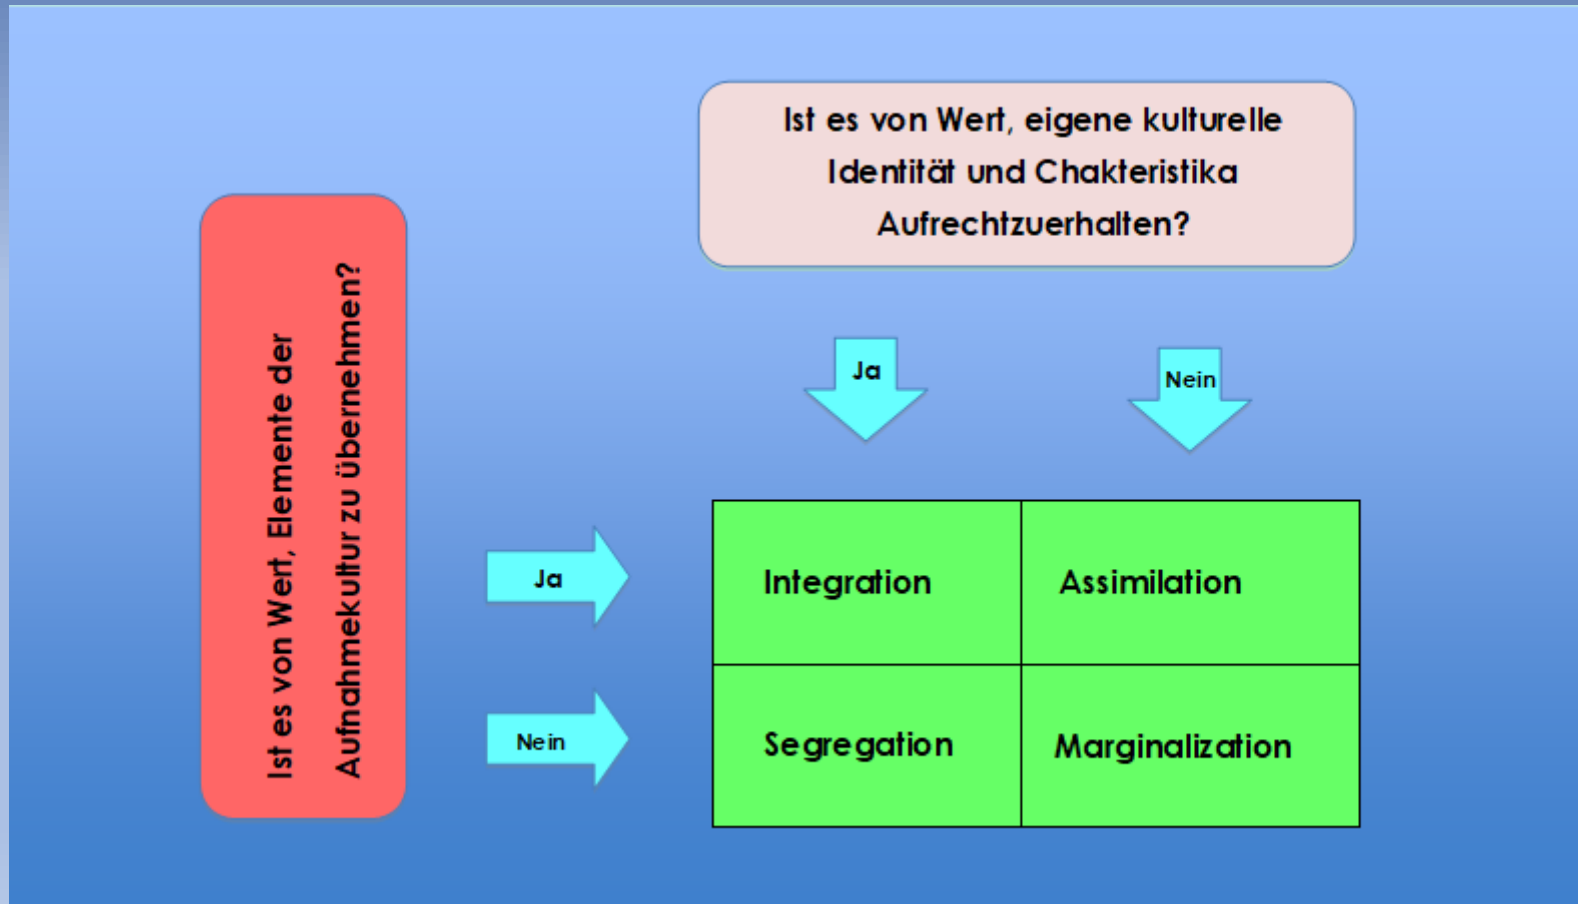 Ist es von Wert, eigene kulturelle
Identität und Chakteristika
Aufrechtzuerhalten?
Ist es von Wert, Elemente der
Aufnahmekultur zu übernehmen?
Ja
Nein
Ja
Integration
Assimilation
Nein
Segregation
Marginalization